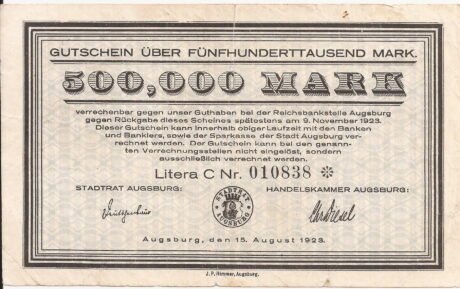 GUTSCHEIN ÜBER FÜNFHUNDERTTAUSEND MARK.
500,000 MARK
verrechenbar gegen unser Guthaben bei der Reichsbankstelle Augsburg
gegen Rückgabe dieses Scheines spätestens am 9. November 1923.
Dieser Gutschein kann innerhalb obiger Laufzeit mit den Banken
und Bankiers, sowie der Sparkasse der Stadt Augsburg ver-
rechnet werden. Der Gutschein kann bei den genann-
ten Verrechnungsstellen nicht eingelöst, sondern
ausschließlich verrechnet werden.
Litera C Nr. 010838 *
STADTRAT AUGSBURG: HANDELSKAMMER AUGSBURG:
STADTRAT
AUGSBURG
Augsburg, den 15. August 1923.
J. P. Himmer, Augsburg.